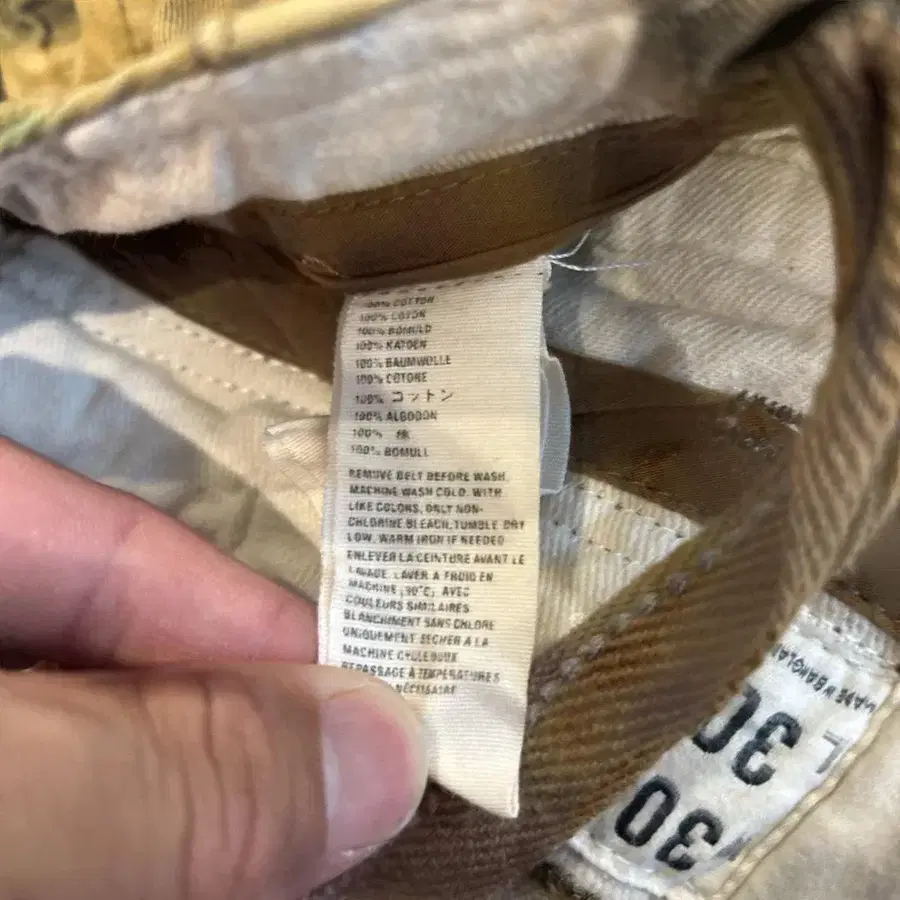 100% COTTON
100% COTON
100% BOMULD
100% KATOEN
100% BAUMWOLLE
100% COTONE
100% コットン
100% ALGODON
100% 棉
100% BOMULL
REMOVE BELT BEFORE WASH.
MACHINE WASH COLD, WITH
LIKE COLORS, ONLY NON-
CHLORINE BLEACH, TUMBLE DRY
LOW, WARM IRON IF NEEDED
ENLEVER LA CEINTURE AVANT LE
LAVAGE. LAVER A FROID EN
MACHINE (30°C), AVEC
COULEURS SIMILAIRES
BLANCHIMENT SANS CHLORE
UNIQUEMENT SECHER A LA
MACHINE CYCLE DOUX
REPASSAGE A TEMPERATURES
NÉCESSAIRE
MADE IN
L
30
30